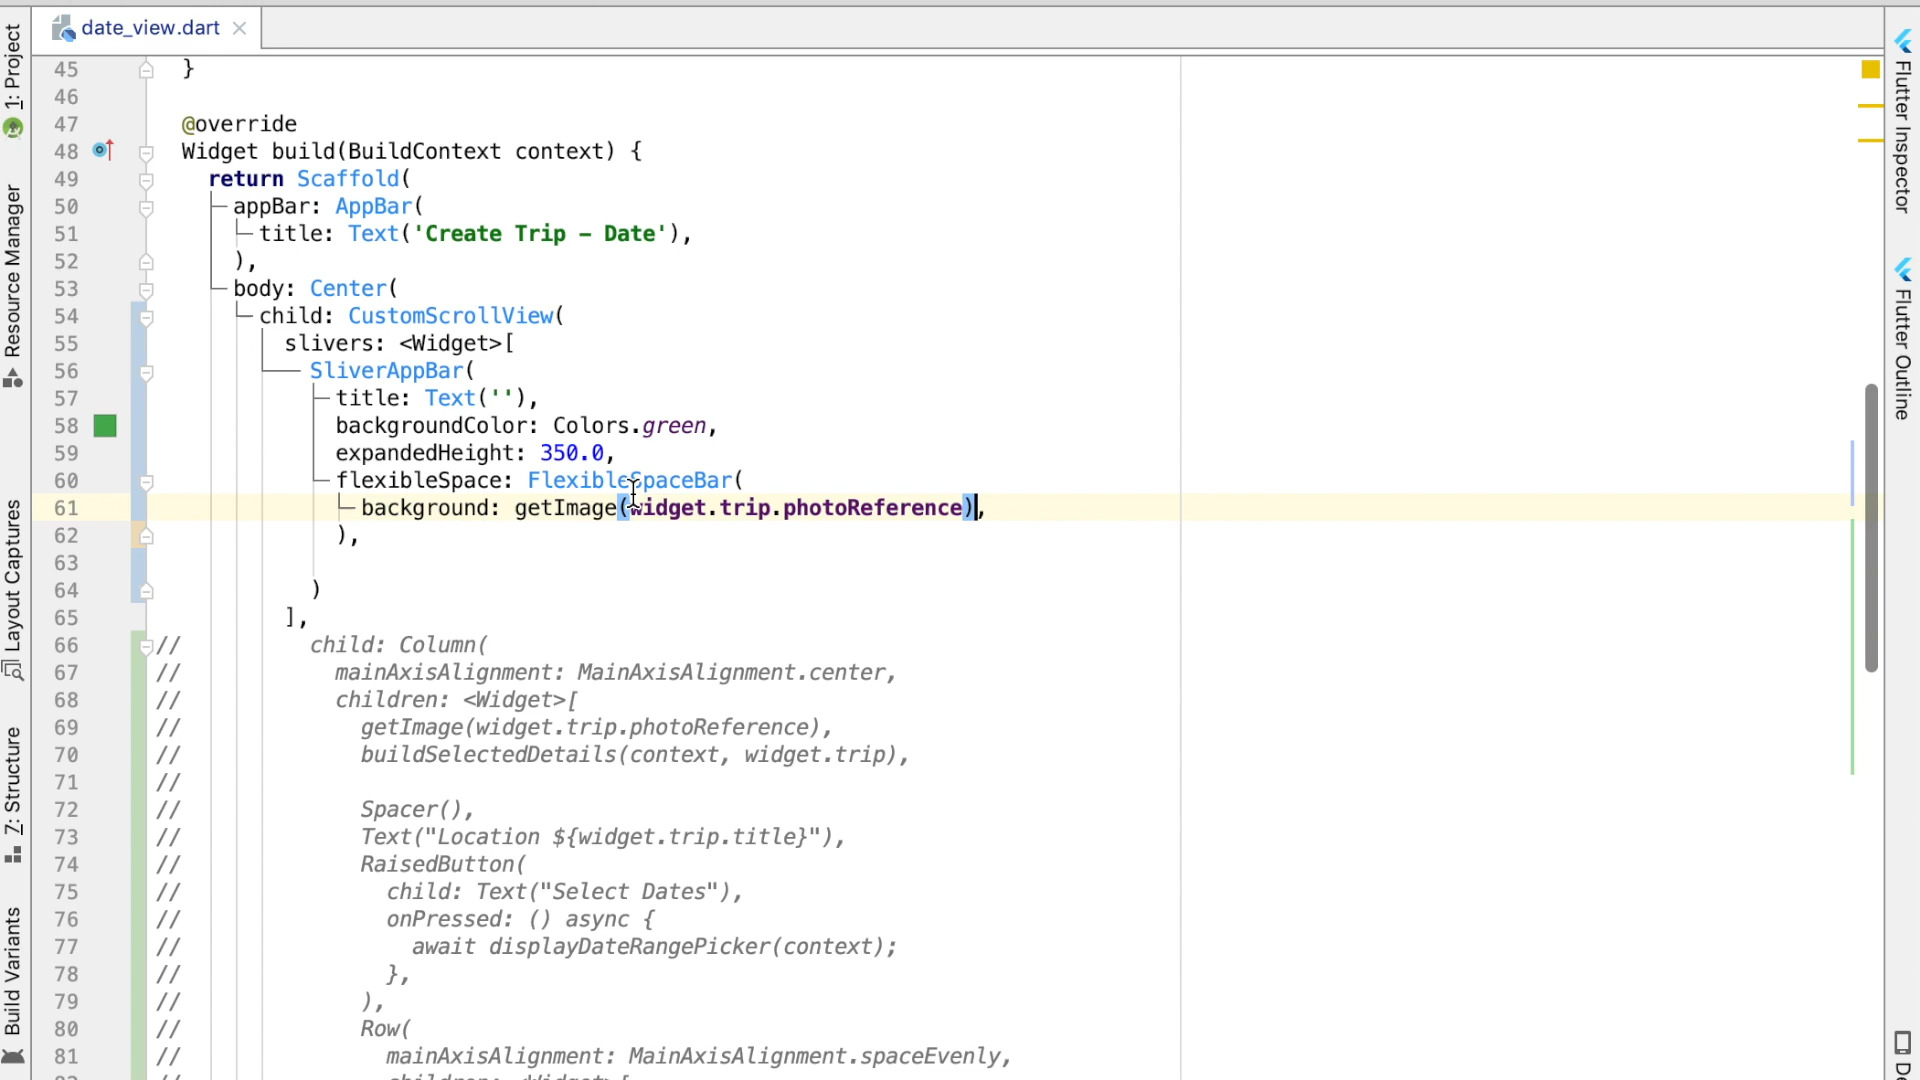 date_view.dart
1: Project
Resource Manager
Layout Captures
7: Structure
Build Variants
45 }
46
47 @override
48 Widget build(BuildContext context) {
49 return Scaffold(
50 appBar: AppBar(
51 title: Text('Create Trip – Date'),
52 ),
53 body: Center(
54 child: CustomScrollView(
55 slivers: <Widget>[
56 SliverAppBar(
57 title: Text(''),
58 backgroundColor: Colors.green,
59 expandedHeight: 350.0,
60 flexibleSpace: FlexibleSpaceBar(
61 background: getImage(widget.trip.photoReference),
62 ),
63
64 )
65 ],
66 // child: Column(
67 // mainAxisAlignment: MainAxisAlignment.center,
68 // children: <Widget>[
69 // getImage(widget.trip.photoReference),
70 // buildSelectedDetails(context, widget.trip),
71 //
72 // Spacer(),
73 // Text("Location ${widget.trip.title}"),
74 // RaisedButton(
75 // child: Text("Select Dates"),
76 // onPressed: () async {
77 // await displayDateRangePicker(context);
78 // },
79 // ),
80 // Row(
81 // mainAxisAlignment: MainAxisAlignment.spaceEvenly,
Flutter Inspector
Flutter Outline